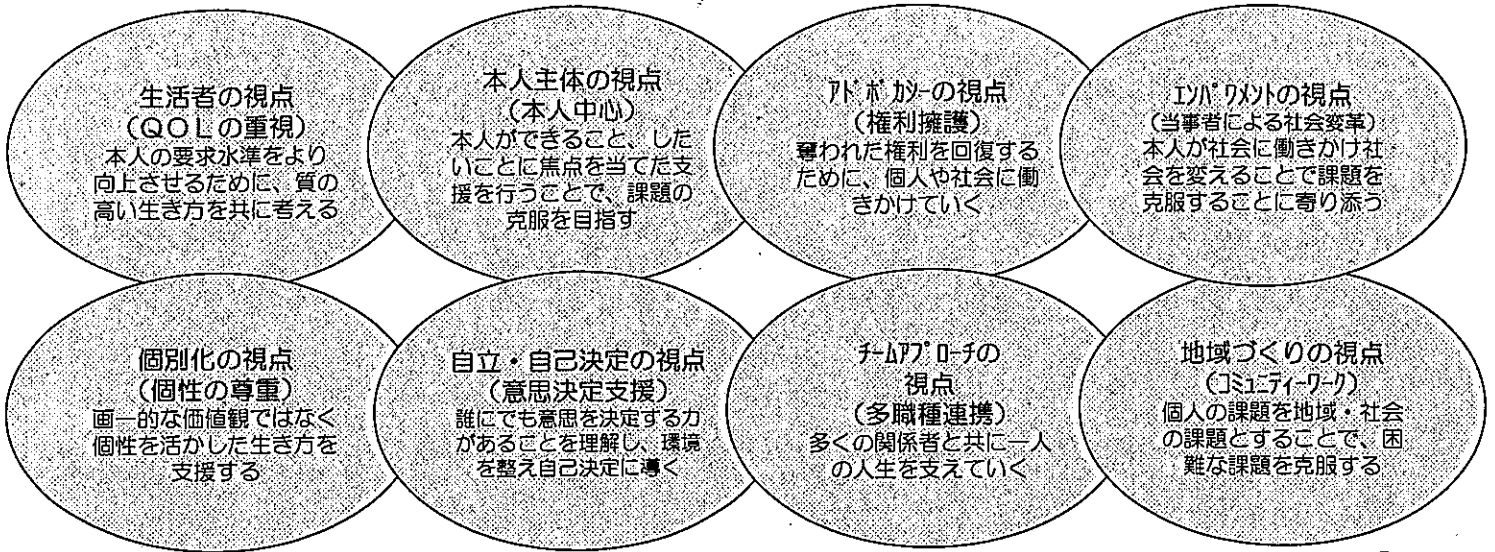 生活者の視点
(QOLの重視)
本人の要求水準をより
向上させるために、質の
高い生き方を共に考える
本人主体の視点
(本人中心)
本人ができること、した
いことに焦点を当てた支
援を行うことで、課題の
克服を目指す
アドボカシーの視点
(権利擁護)
奪われた権利を回復する
ために、個人や社会に働
きかけていく
エンパワメントの視点
(当事者による社会変革)
本人が社会に働きかけ社
会を変えることで課題を
克服することに寄り添う
個別化の視点
(個性の尊重)
画一的な価値観ではなく
個性を活かした生き方を
支援する
自立・自己決定の視点
(意思決定支援)
誰にでも意思を決定する力
があることを理解し、環境
を整え自己決定に導く
チームアプローチの
視点
(多職種連携)
多くの関係者と共に一人
の人生を支えていく
地域づくりの視点
(コミュニティーワーク)
個人の課題を地域・社会
の課題とすることで、困
難な課題を克服する